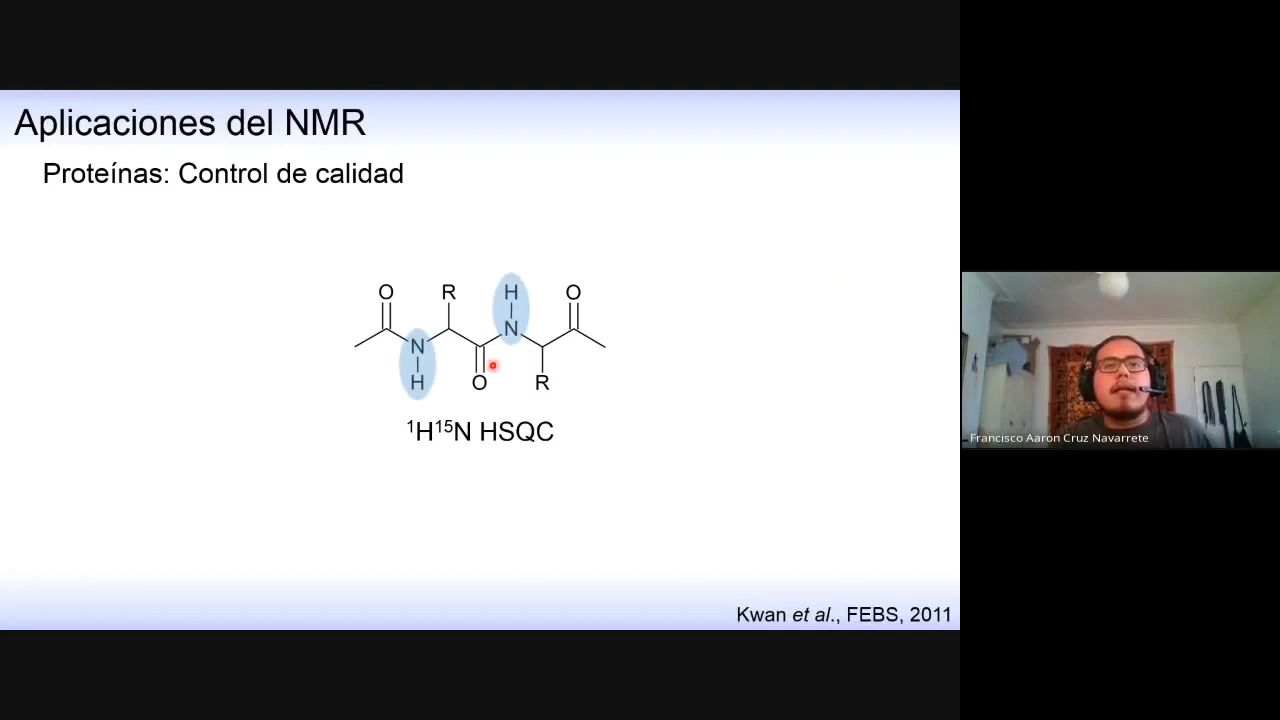 Aplicaciones del NMR
Proteínas: Control de calidad
O R H O
N N
H O R
¹H¹⁵N HSQC
Kwan et al., FEBS, 2011
Francisco Aaron Cruz Navarrete